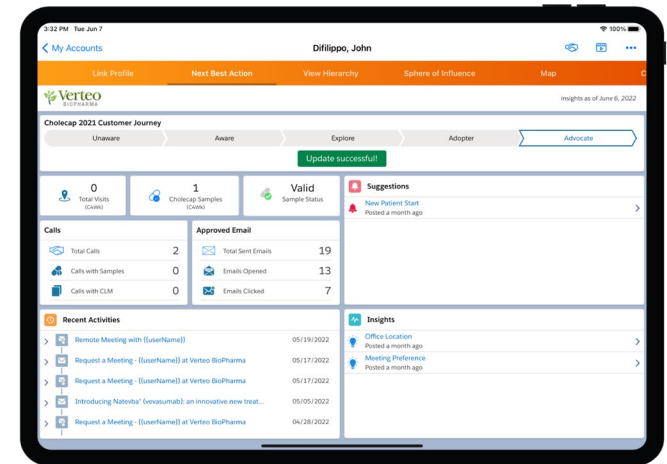 3:32 PM Tue Jun 7
100%
My Accounts
Difilippo, John
Link Profile
Next Best Action
View Hierarchy
Sphere of Influence
Map
C
Verteo
BIOPHARMA
insights as of June 6, 2022
Cholecap 2021 Customer Journey
Unaware
Aware
Explore
Adopter
Advocate
Update successful!
0
Total Visits
(C4Wk)
1
Cholecap Samples
(C4Wk)
Valid
Sample Status
Suggestions
New Patient Start
Posted a month ago
Calls
Total Calls 2
Calls with Samples 0
Calls with CLM 0
Approved Email
Total Sent Emails 19
Emails Opened 13
Emails Clicked 7
Recent Activities
Remote Meeting with {{userName}} 05/19/2022
Request a Meeting - {{userName}} at Verteo BioPharma 05/17/2022
Request a Meeting - {{userName}} at Verteo BioPharma 05/17/2022
Introducing Natevba' (vevasumab): an innovative new treat... 05/05/2022
Request a Meeting - {{userName}} at Verteo BioPharma 04/28/2022
Insights
Office Location
Posted a month ago
Meeting Preference
Posted a month ago